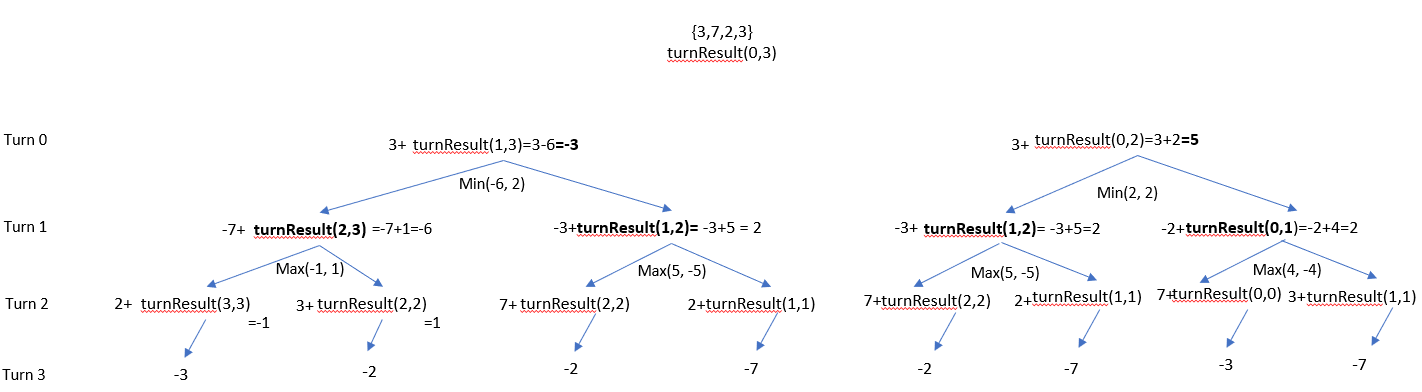 {3,7,2,3}
turnResult(0,3)
Turn 0
3+ turnResult(1,3)=3-6=-3
3+ turnResult(0,2)=3+2=5
Min(-6, 2)
Min(2, 2)
Turn 1
-7+ turnResult(2,3) =-7+1=-6
-3+turnResult(1,2)= -3+5 = 2
-3+ turnResult(1,2)= -3+5=2
-2+turnResult(0,1)=-2+4=2
Max(-1, 1)
Max(5, -5)
Max(5, -5)
Max(4, -4)
Turn 2
2+ turnResult(3,3)
=-1
3+ turnResult(2,2)
=1
7+ turnResult(2,2)
2+turnResult(1,1)
7+turnResult(2,2)
2+turnResult(1,1)
7+turnResult(0,0)
3+turnResult(1,1)
Turn 3
-3
-2
-2
-7
-2
-7
-3
-7